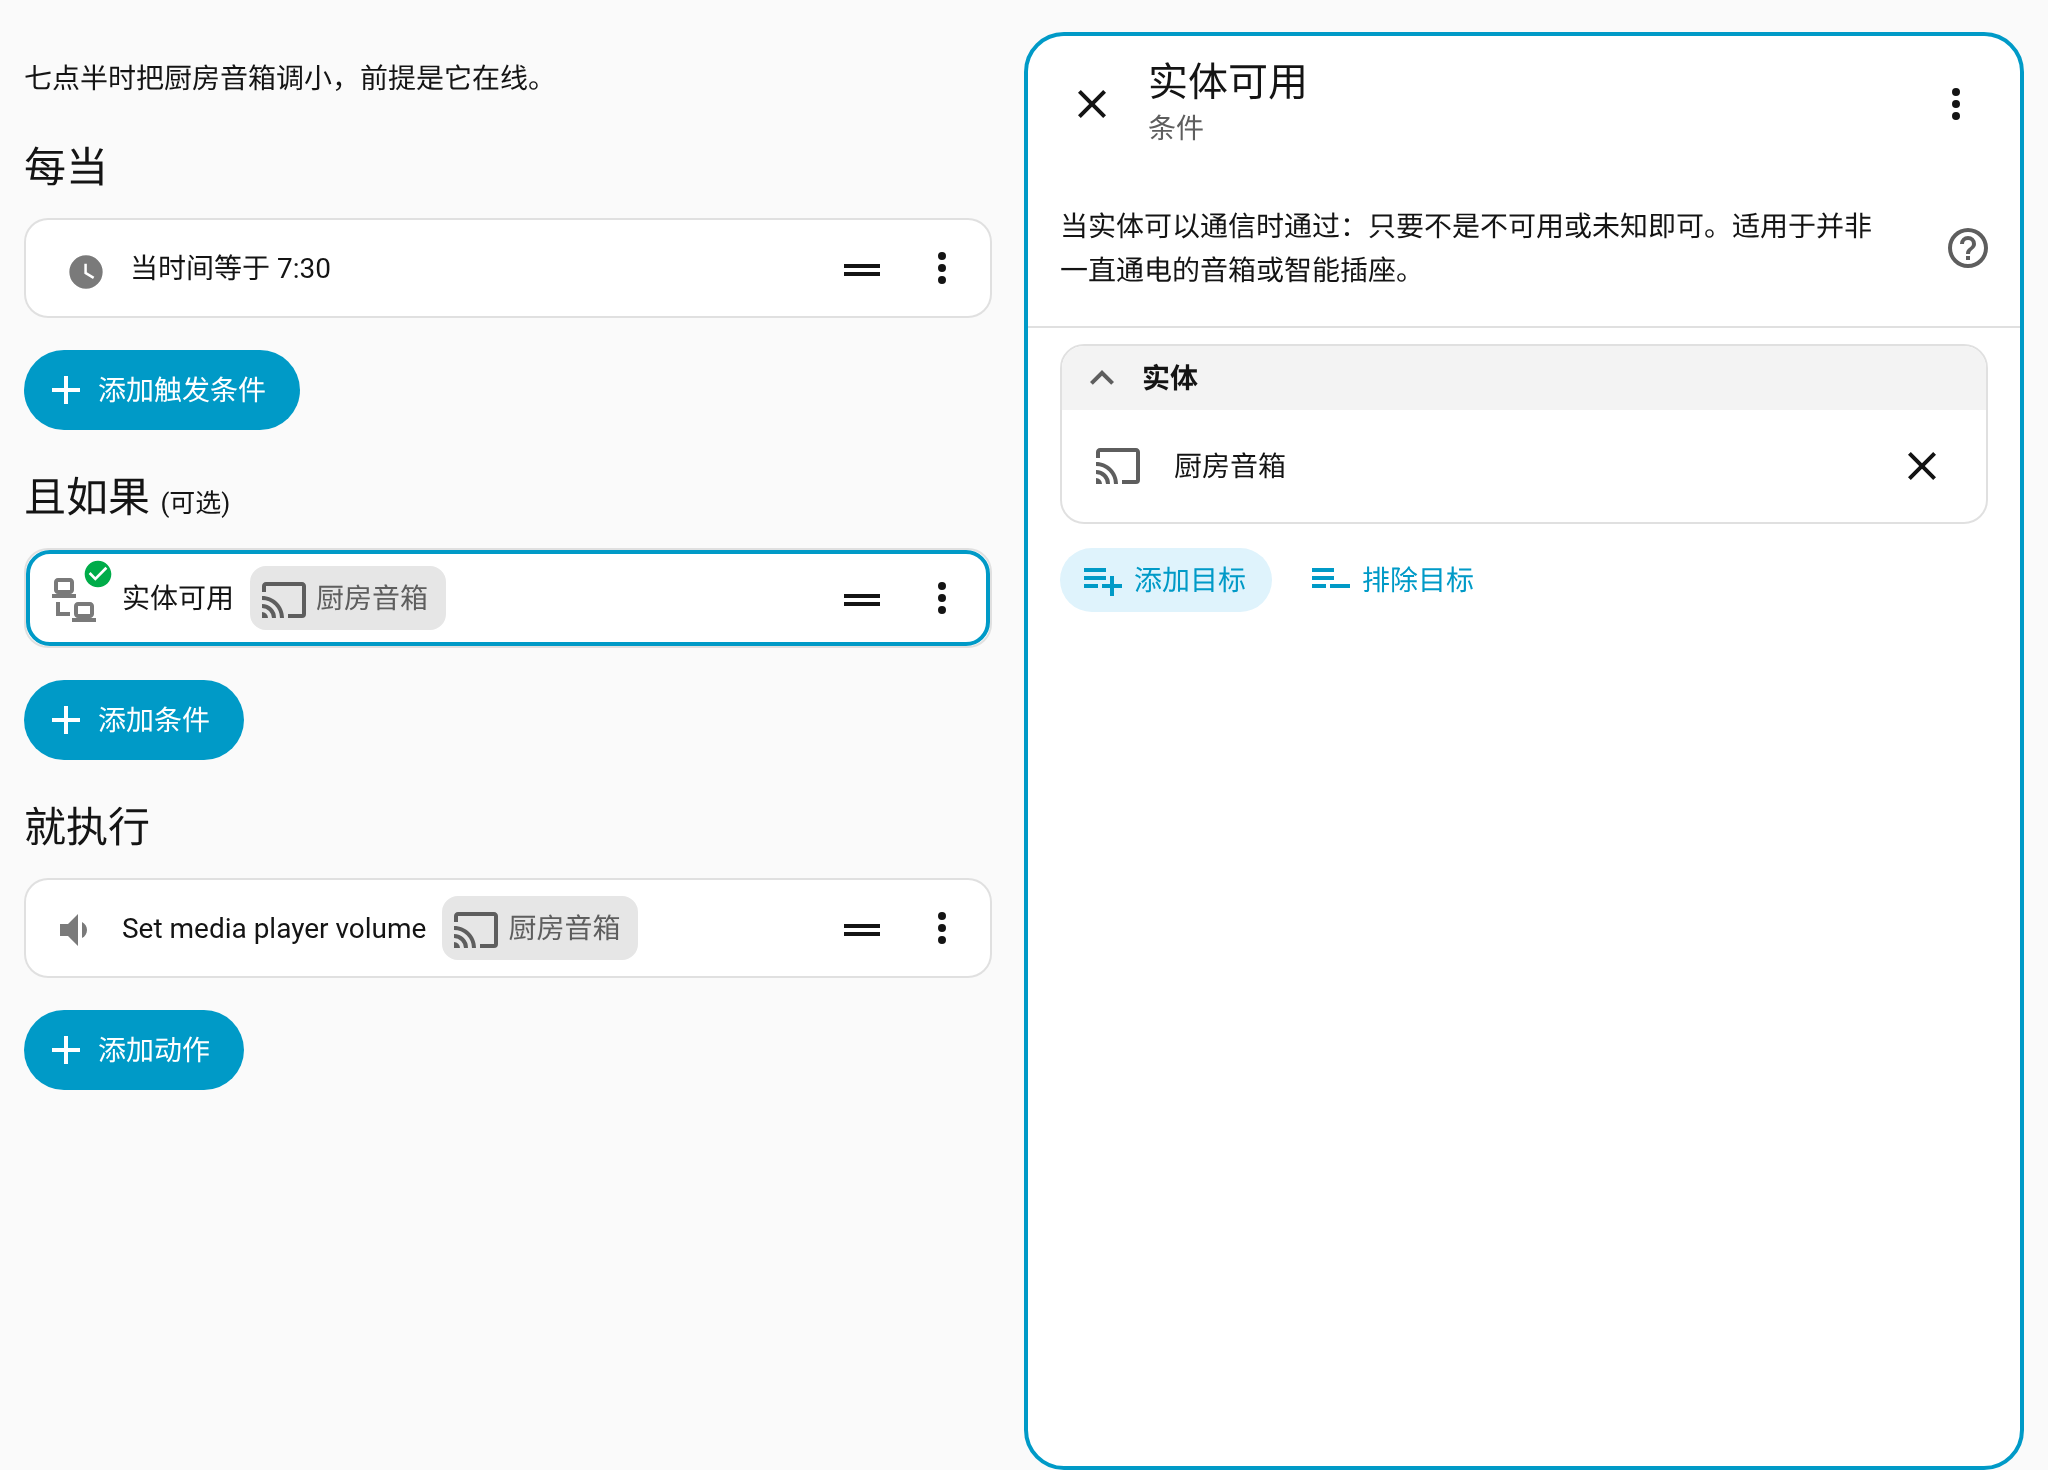 七点半时把厨房音箱调小，前提是它在线。
每当
当时间等于 7:30
添加触发条件
且如果 (可选)
实体可用 厨房音箱
添加条件
就执行
Set media player volume 厨房音箱
添加动作
实体可用
条件
当实体可以通信时通过：只要不是不可用或未知即可。适用于并非
一直通电的音箱或智能插座。
实体
厨房音箱
添加目标 排除目标